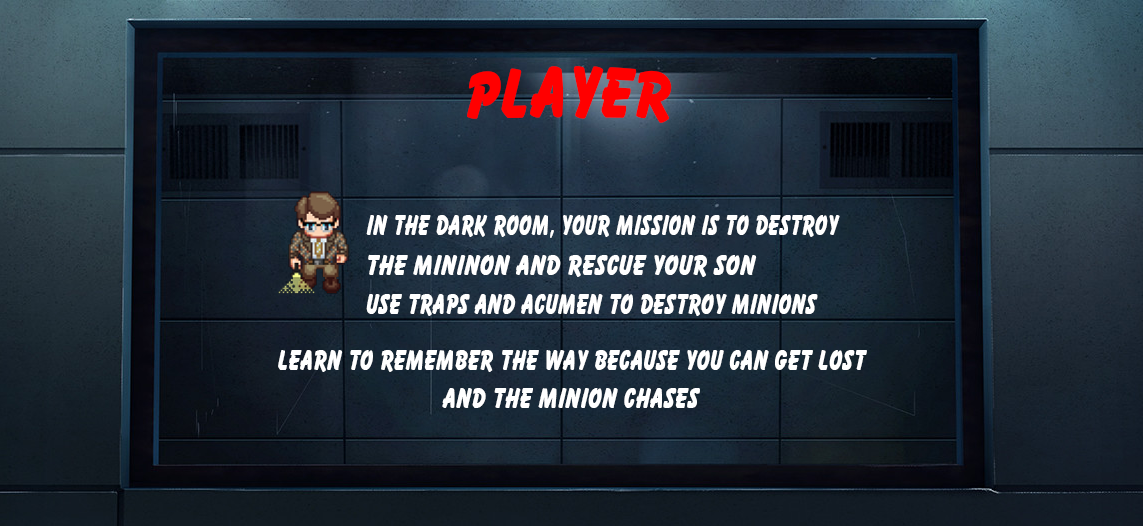 PLAYER
IN THE DARK ROOM, YOUR MISSION IS TO DESTROY
THE MININON AND RESCUE YOUR SON
USE TRAPS AND ACUMEN TO DESTROY MINIONS
LEARN TO REMEMBER THE WAY BECAUSE YOU CAN GET LOST
AND THE MINION CHASES